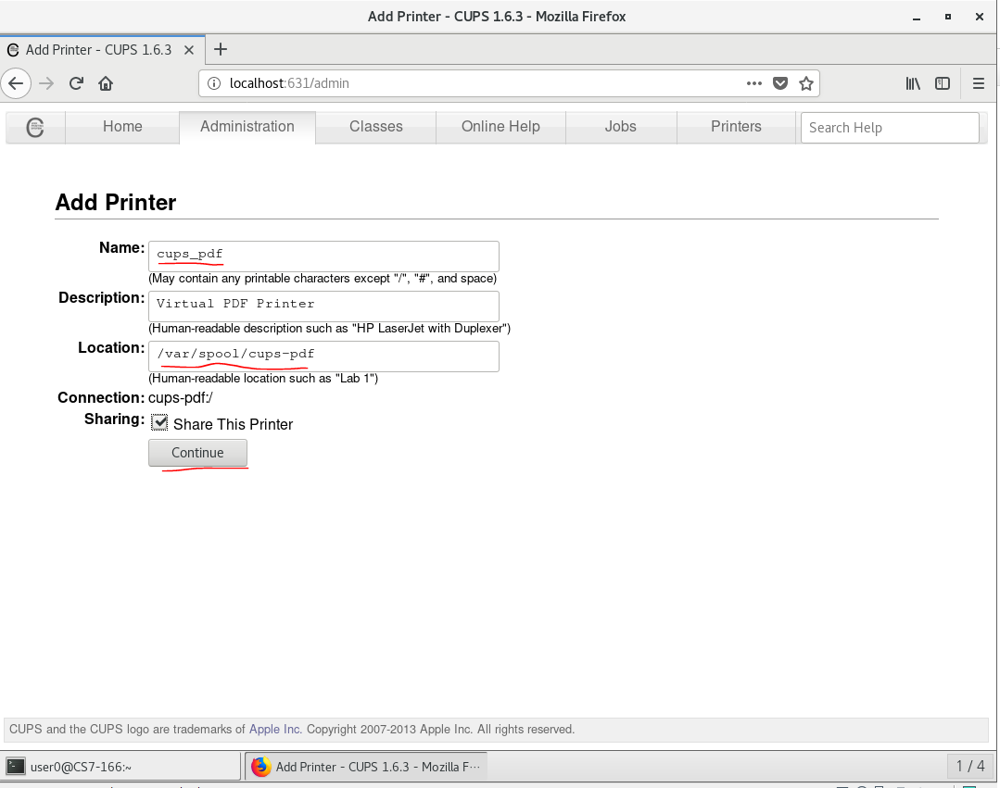 Add Printer - CUPS 1.6.3 - Mozilla Firefox
Add Printer - CUPS 1.6.3
localhost:631/admin
Home Administration Classes Online Help Jobs Printers Search Help
Add Printer
Name: cups_pdf
(May contain any printable characters except "/", "#", and space)
Description: Virtual PDF Printer
(Human-readable description such as "HP LaserJet with Duplexer")
Location: /var/spool/cups-pdf
(Human-readable location such as "Lab 1")
Connection: cups-pdf:/
Sharing: Share This Printer
Continue
CUPS and the CUPS logo are trademarks of Apple Inc. Copyright 2007-2013 Apple Inc. All rights reserved.
user0@CS7-166:~ Add Printer - CUPS 1.6.3 - Mozilla F··· 1 / 4